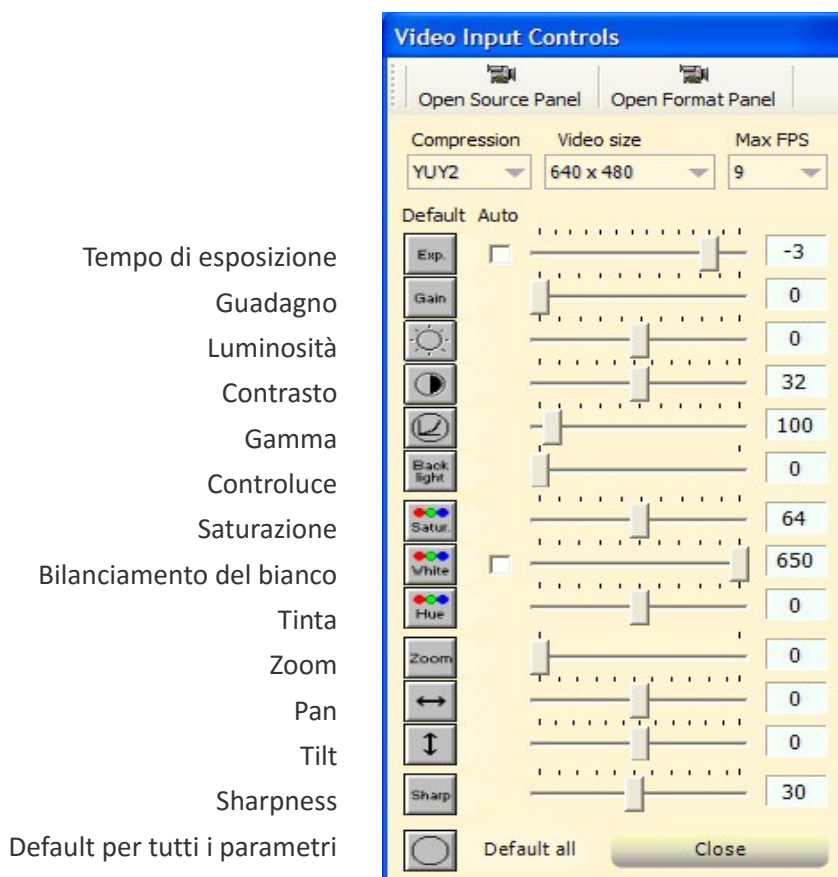 Video Input Controls
Open Source Panel Open Format Panel
Compression Video size Max FPS
YUY2 640 x 480 9
Default Auto
Tempo di esposizione Exp. -3
Guadagno Gain 0
Luminosità 0
Contrasto 32
Gamma 100
Controluce Back light 0
Saturazione Satur. 64
Bilanciamento del bianco White 650
Tinta Hue 0
Zoom Zoom 0
Pan 0
Tilt 0
Sharpness Sharp 30
Default per tutti i parametri Default all Close